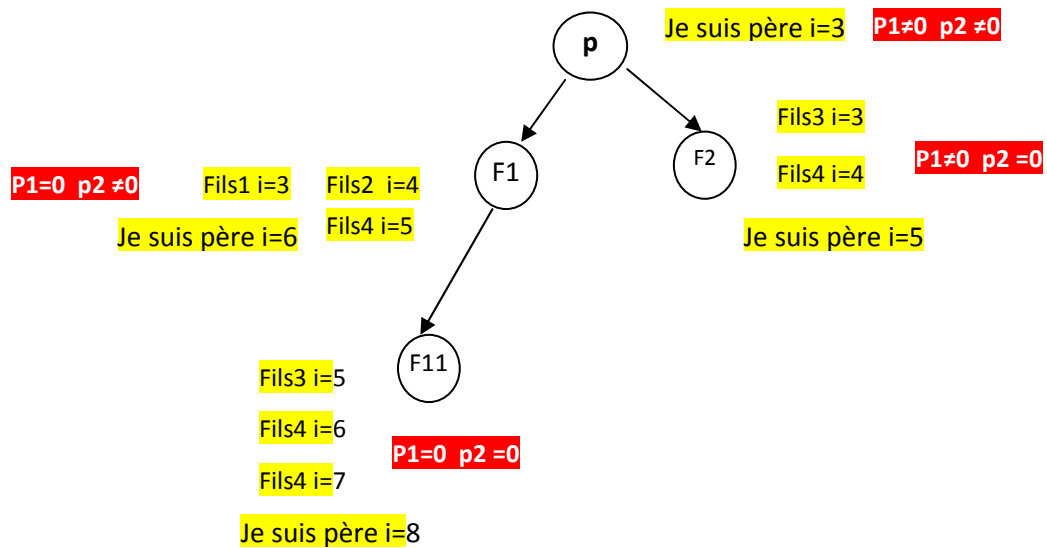 p
Je suis père i=3 P1≠0 p2 ≠0
F1
F2
Fils3 i=3
Fils4 i=4
P1≠0 p2 =0
Je suis père i=5
P1=0 p2 ≠0
Fils1 i=3 Fils2 i=4
Fils4 i=5
Je suis père i=6
F11
Fils3 i=5
Fils4 i=6
Fils4 i=7
P1=0 p2 =0
Je suis père i=8